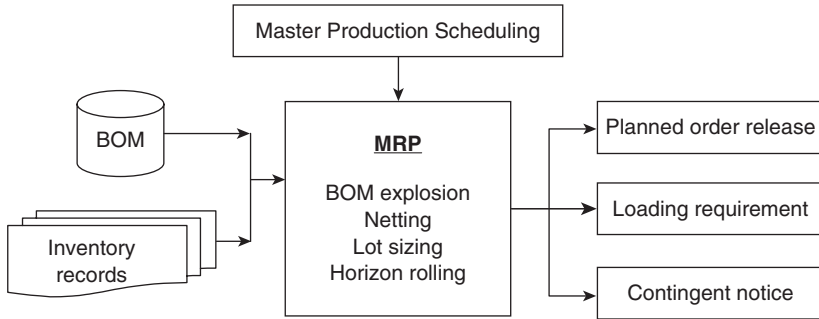 Master Production Scheduling
BOM
Inventory
records
MRP
BOM explosion
Netting
Lot sizing
Horizon rolling
Planned order release
Loading requirement
Contingent notice